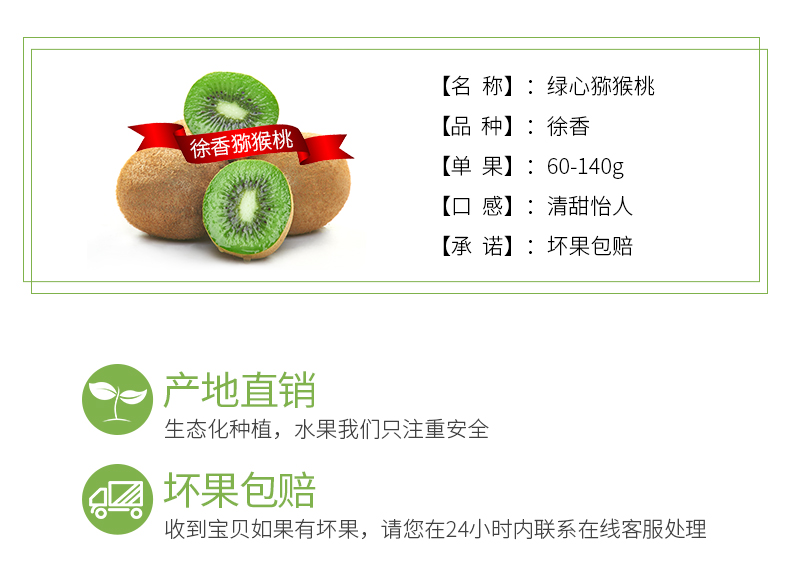 徐香猕猴桃
【名 称】：绿心猕猴桃
【品 种】：徐香
【单 果】：60-140g
【口 感】：清甜怡人
【承 诺】：坏果包赔
产地直销
生态化种植，水果我们只注重安全
坏果包赔
收到宝贝如果有坏果，请您在24小时内联系在线客服处理